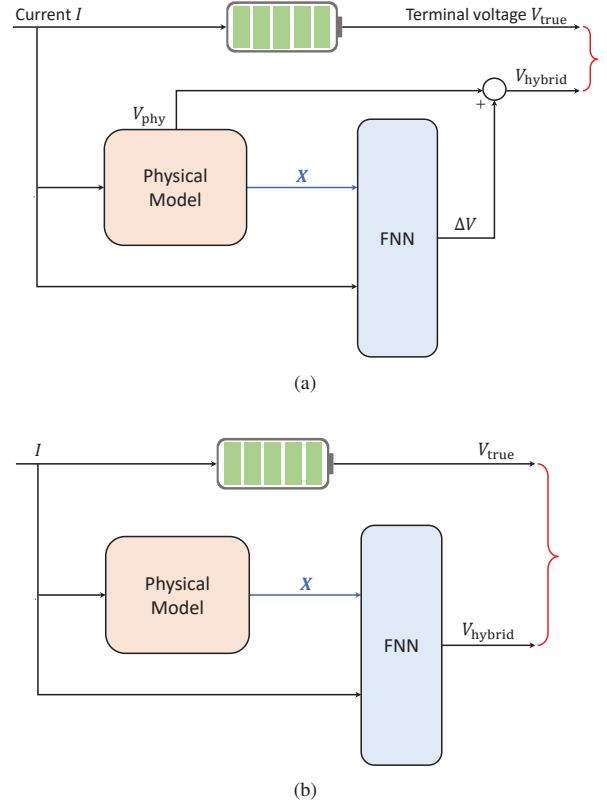 Current I
Terminal voltage V_true
V_phy
V_hybrid
+
Physical
Model
X
FNN
ΔV
(a)
I
V_true
Physical
Model
X
FNN
V_hybrid
(b)